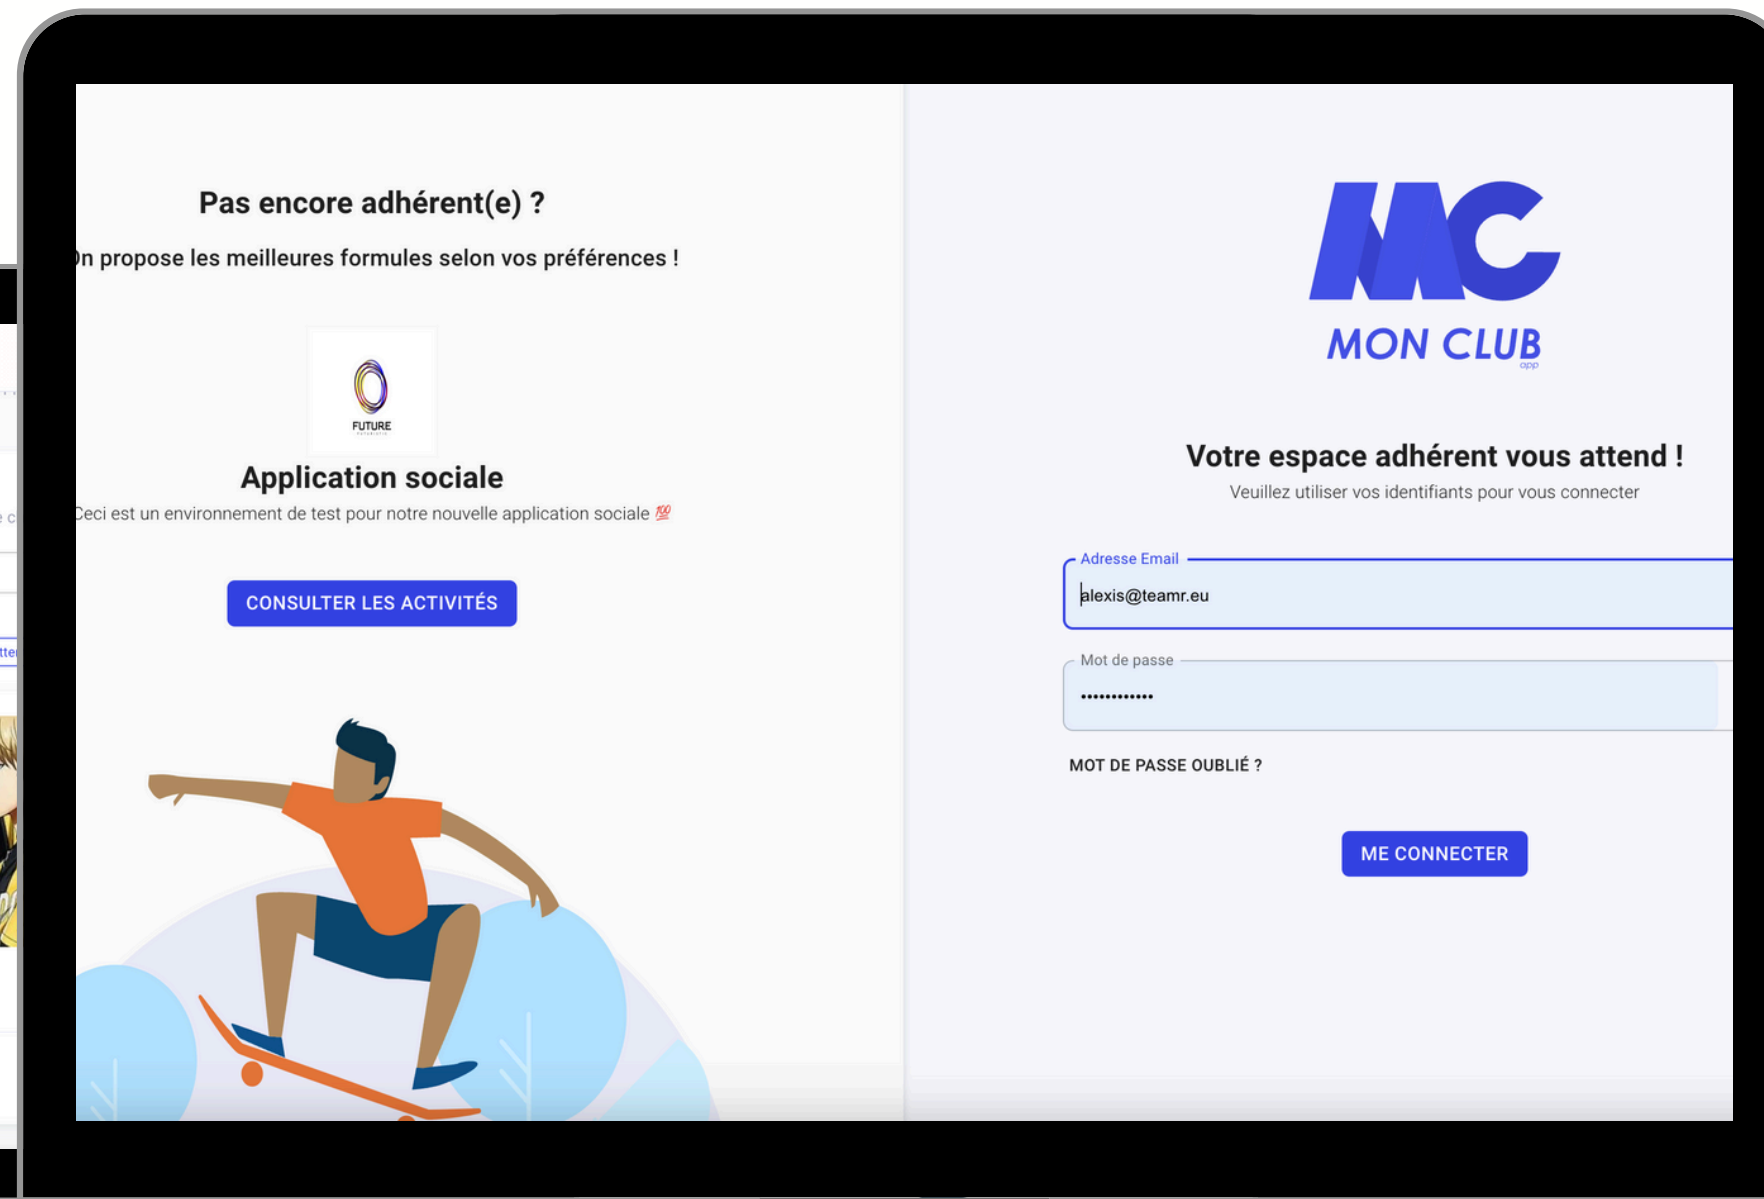 Pas encore adhérent(e) ?
On propose les meilleures formules selon vos préférences !
FUTURE
Application sociale
Ceci est un environnement de test pour notre nouvelle application sociale 💯
CONSULTER LES ACTIVITÉS
MC
MON CLUB
app
Votre espace adhérent vous attend !
Veuillez utiliser vos identifiants pour vous connecter
Adresse Email
alexis@teamr.eu
Mot de passe
••••••••••••
MOT DE PASSE OUBLIÉ ?
ME CONNECTER